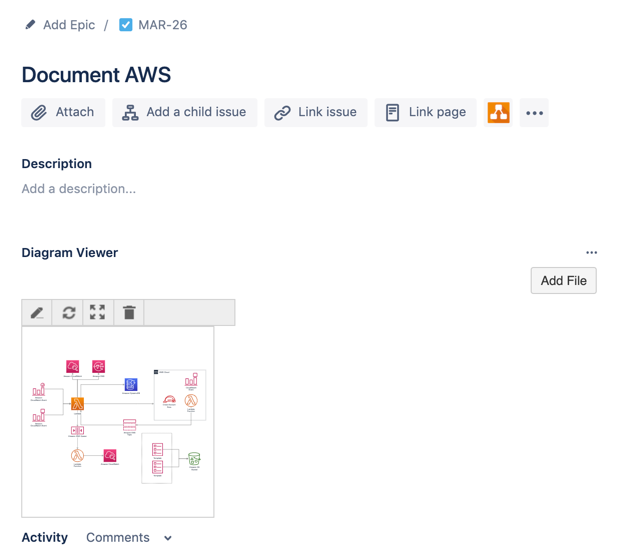 Add Epic / MAR-26
Document AWS
Attach Add a child issue Link issue Link page
Description
Add a description...
Diagram Viewer
Add File
Activity Comments